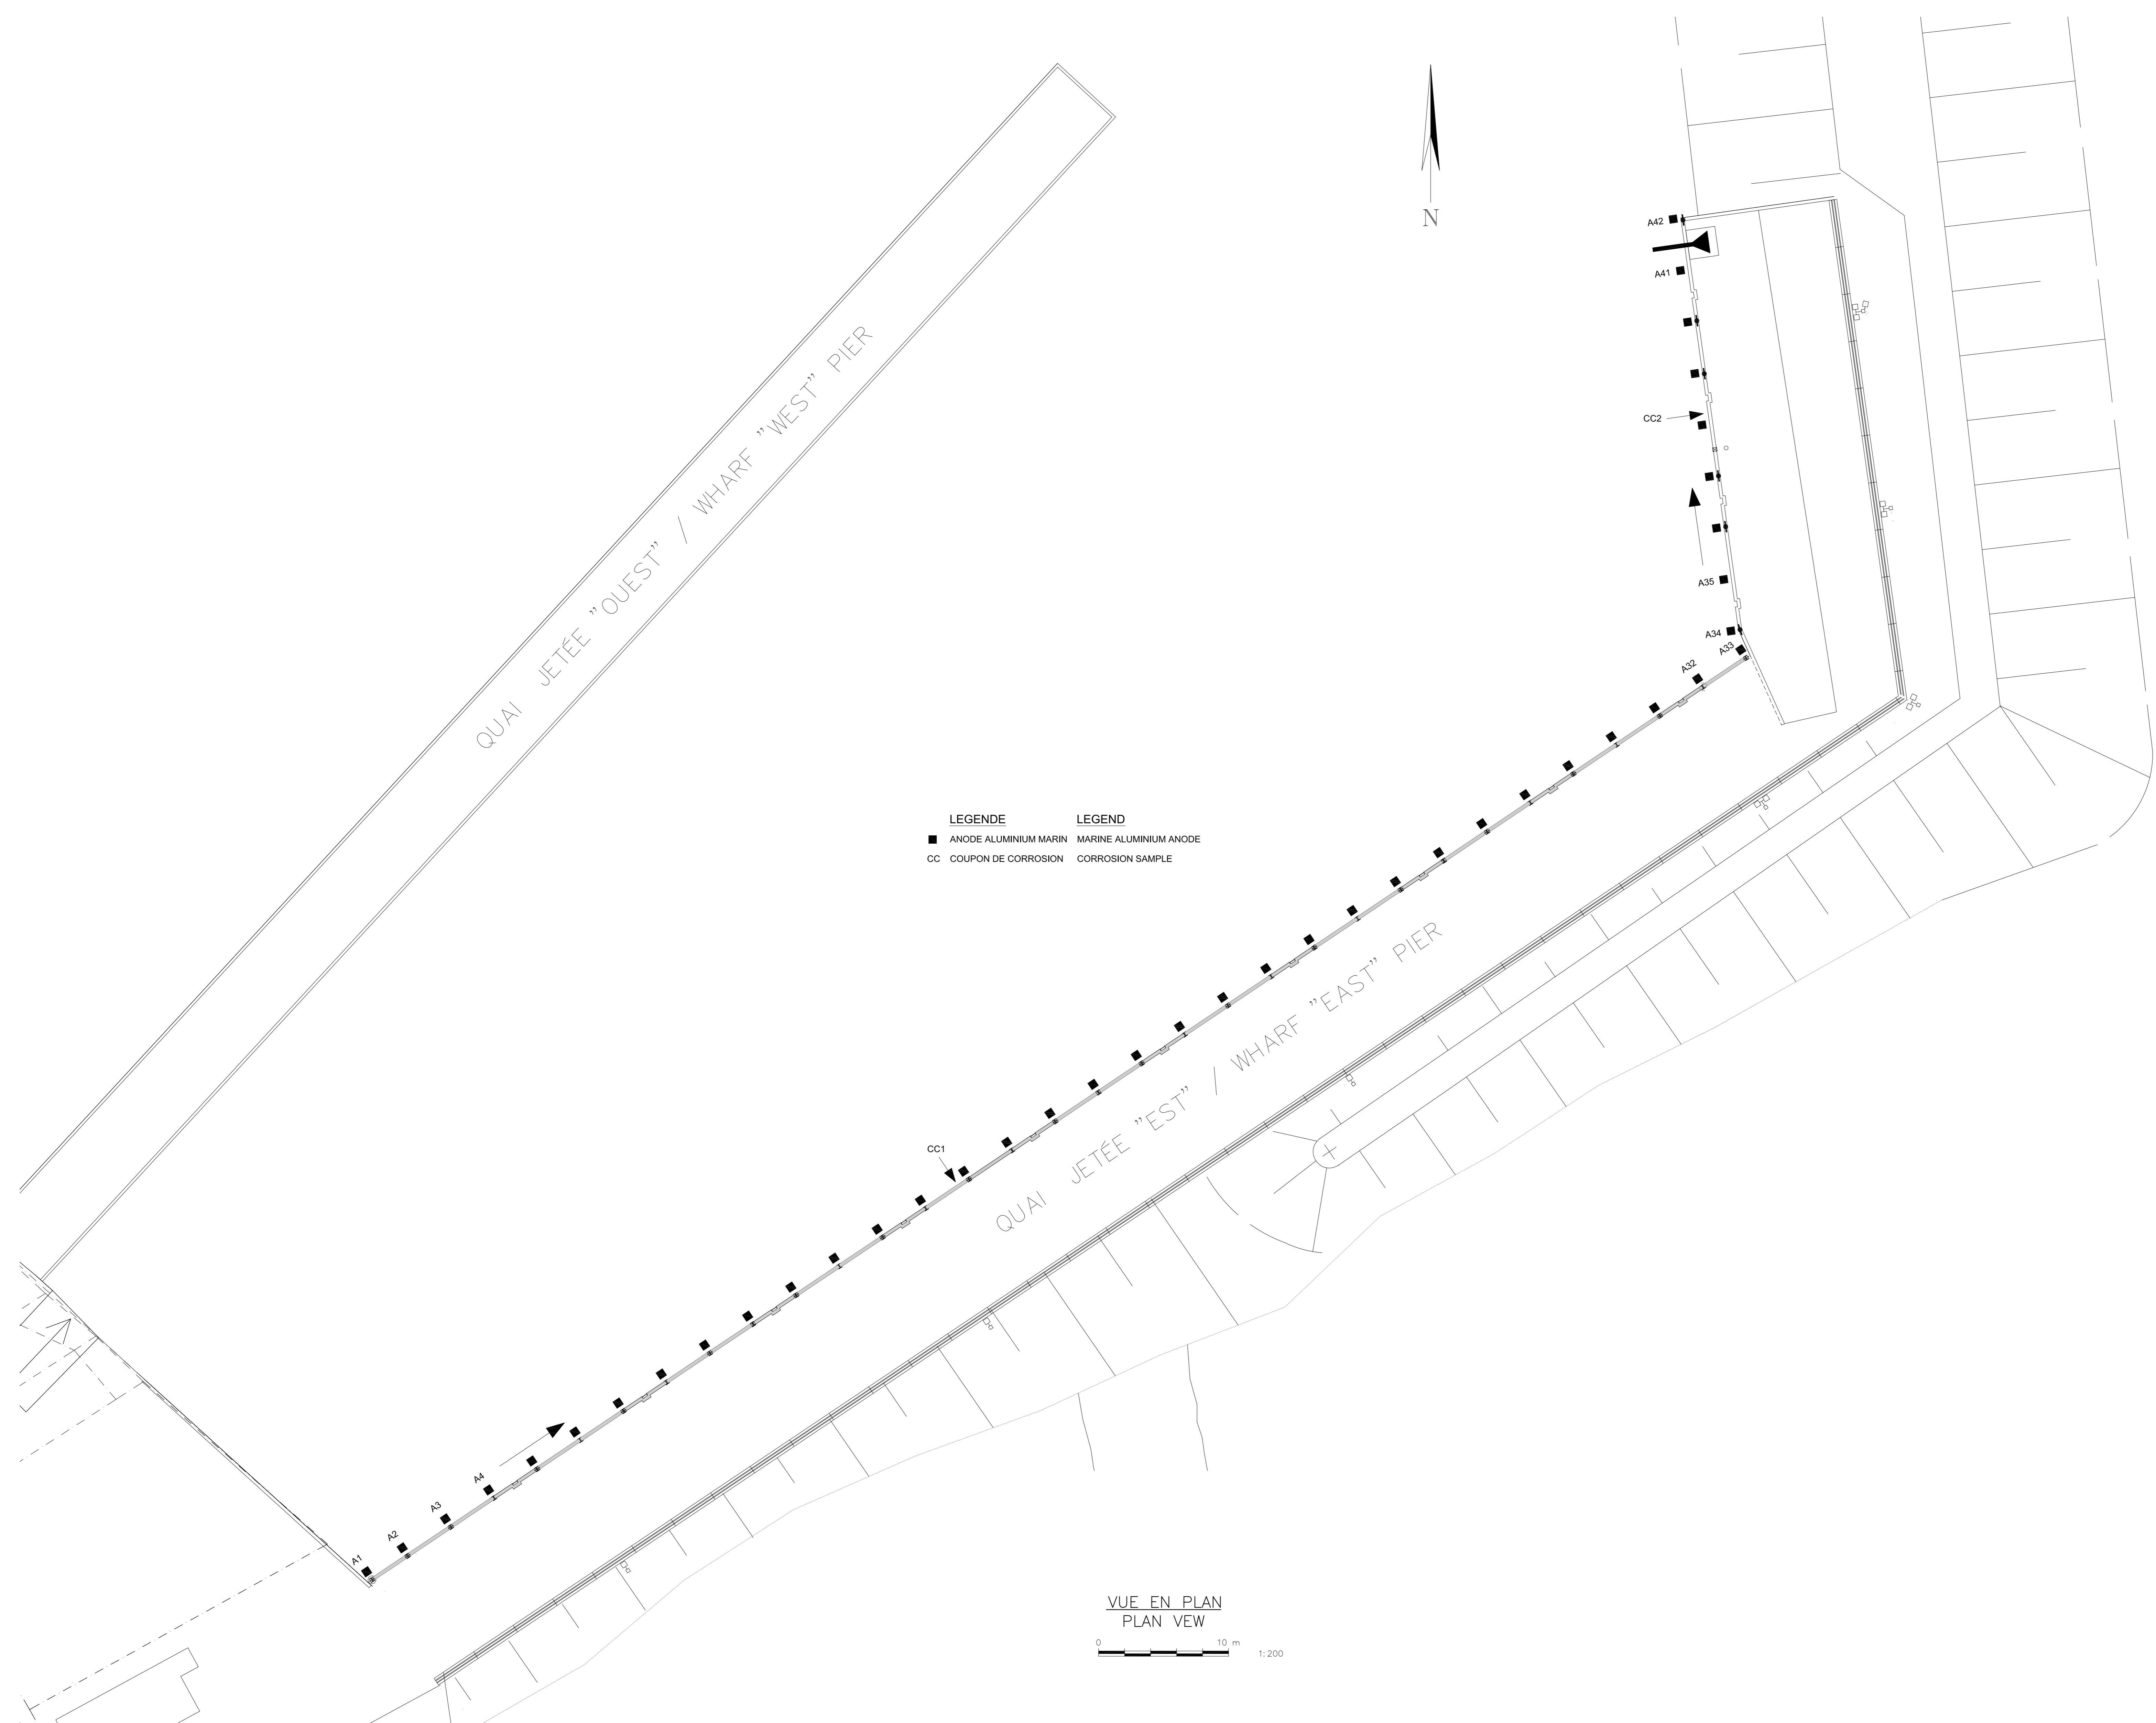 N
A42
A41
CC2
A35
A34
A33
A32
QUAI JETÉE "OUEST" / WHARF "WEST" PIER
LEGENDE LEGEND
ANODE ALUMINIUM MARIN MARINE ALUMINIUM ANODE
CC COUPON DE CORROSION CORROSION SAMPLE
QUAI JETÉE "EST" / WHARF "EAST" PIER
CC1
A4
A3
A2
A1
VUE EN PLAN
PLAN VEW
0 10 m
1:200